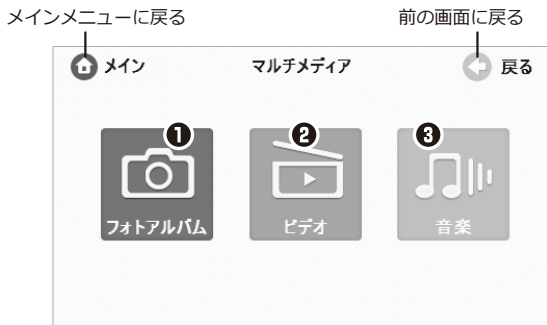 メインメニューに戻る 前の画面に戻る
メイン マルチメディア 戻る
❶ ❷ ❸
フォトアルバム ビデオ 音楽